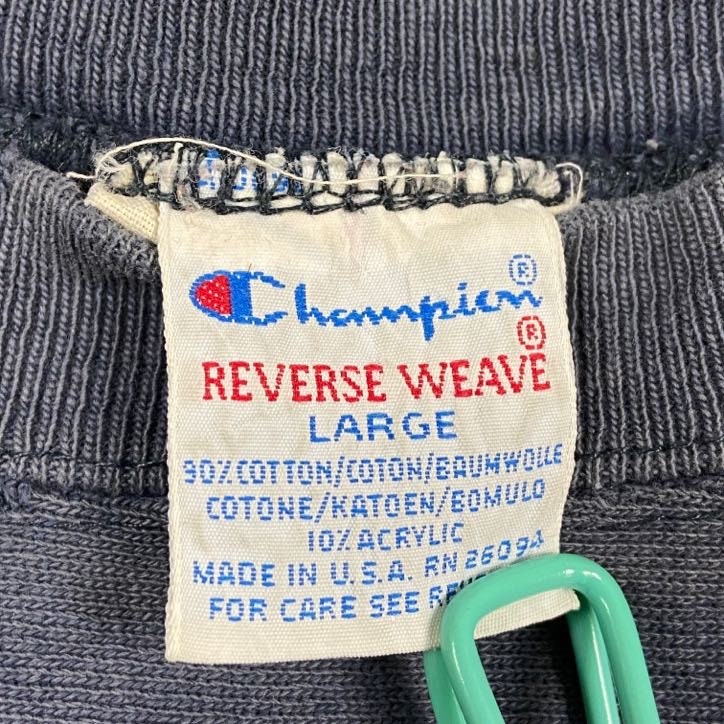 Champion®
REVERSE WEAVE®
LARGE
90% COTTON/COTON/BAUMWOLLE
COTONE/KATOEN/BOMULD
10% ACRYLIC
MADE IN U.S.A. RN 26094
FOR CARE SEE